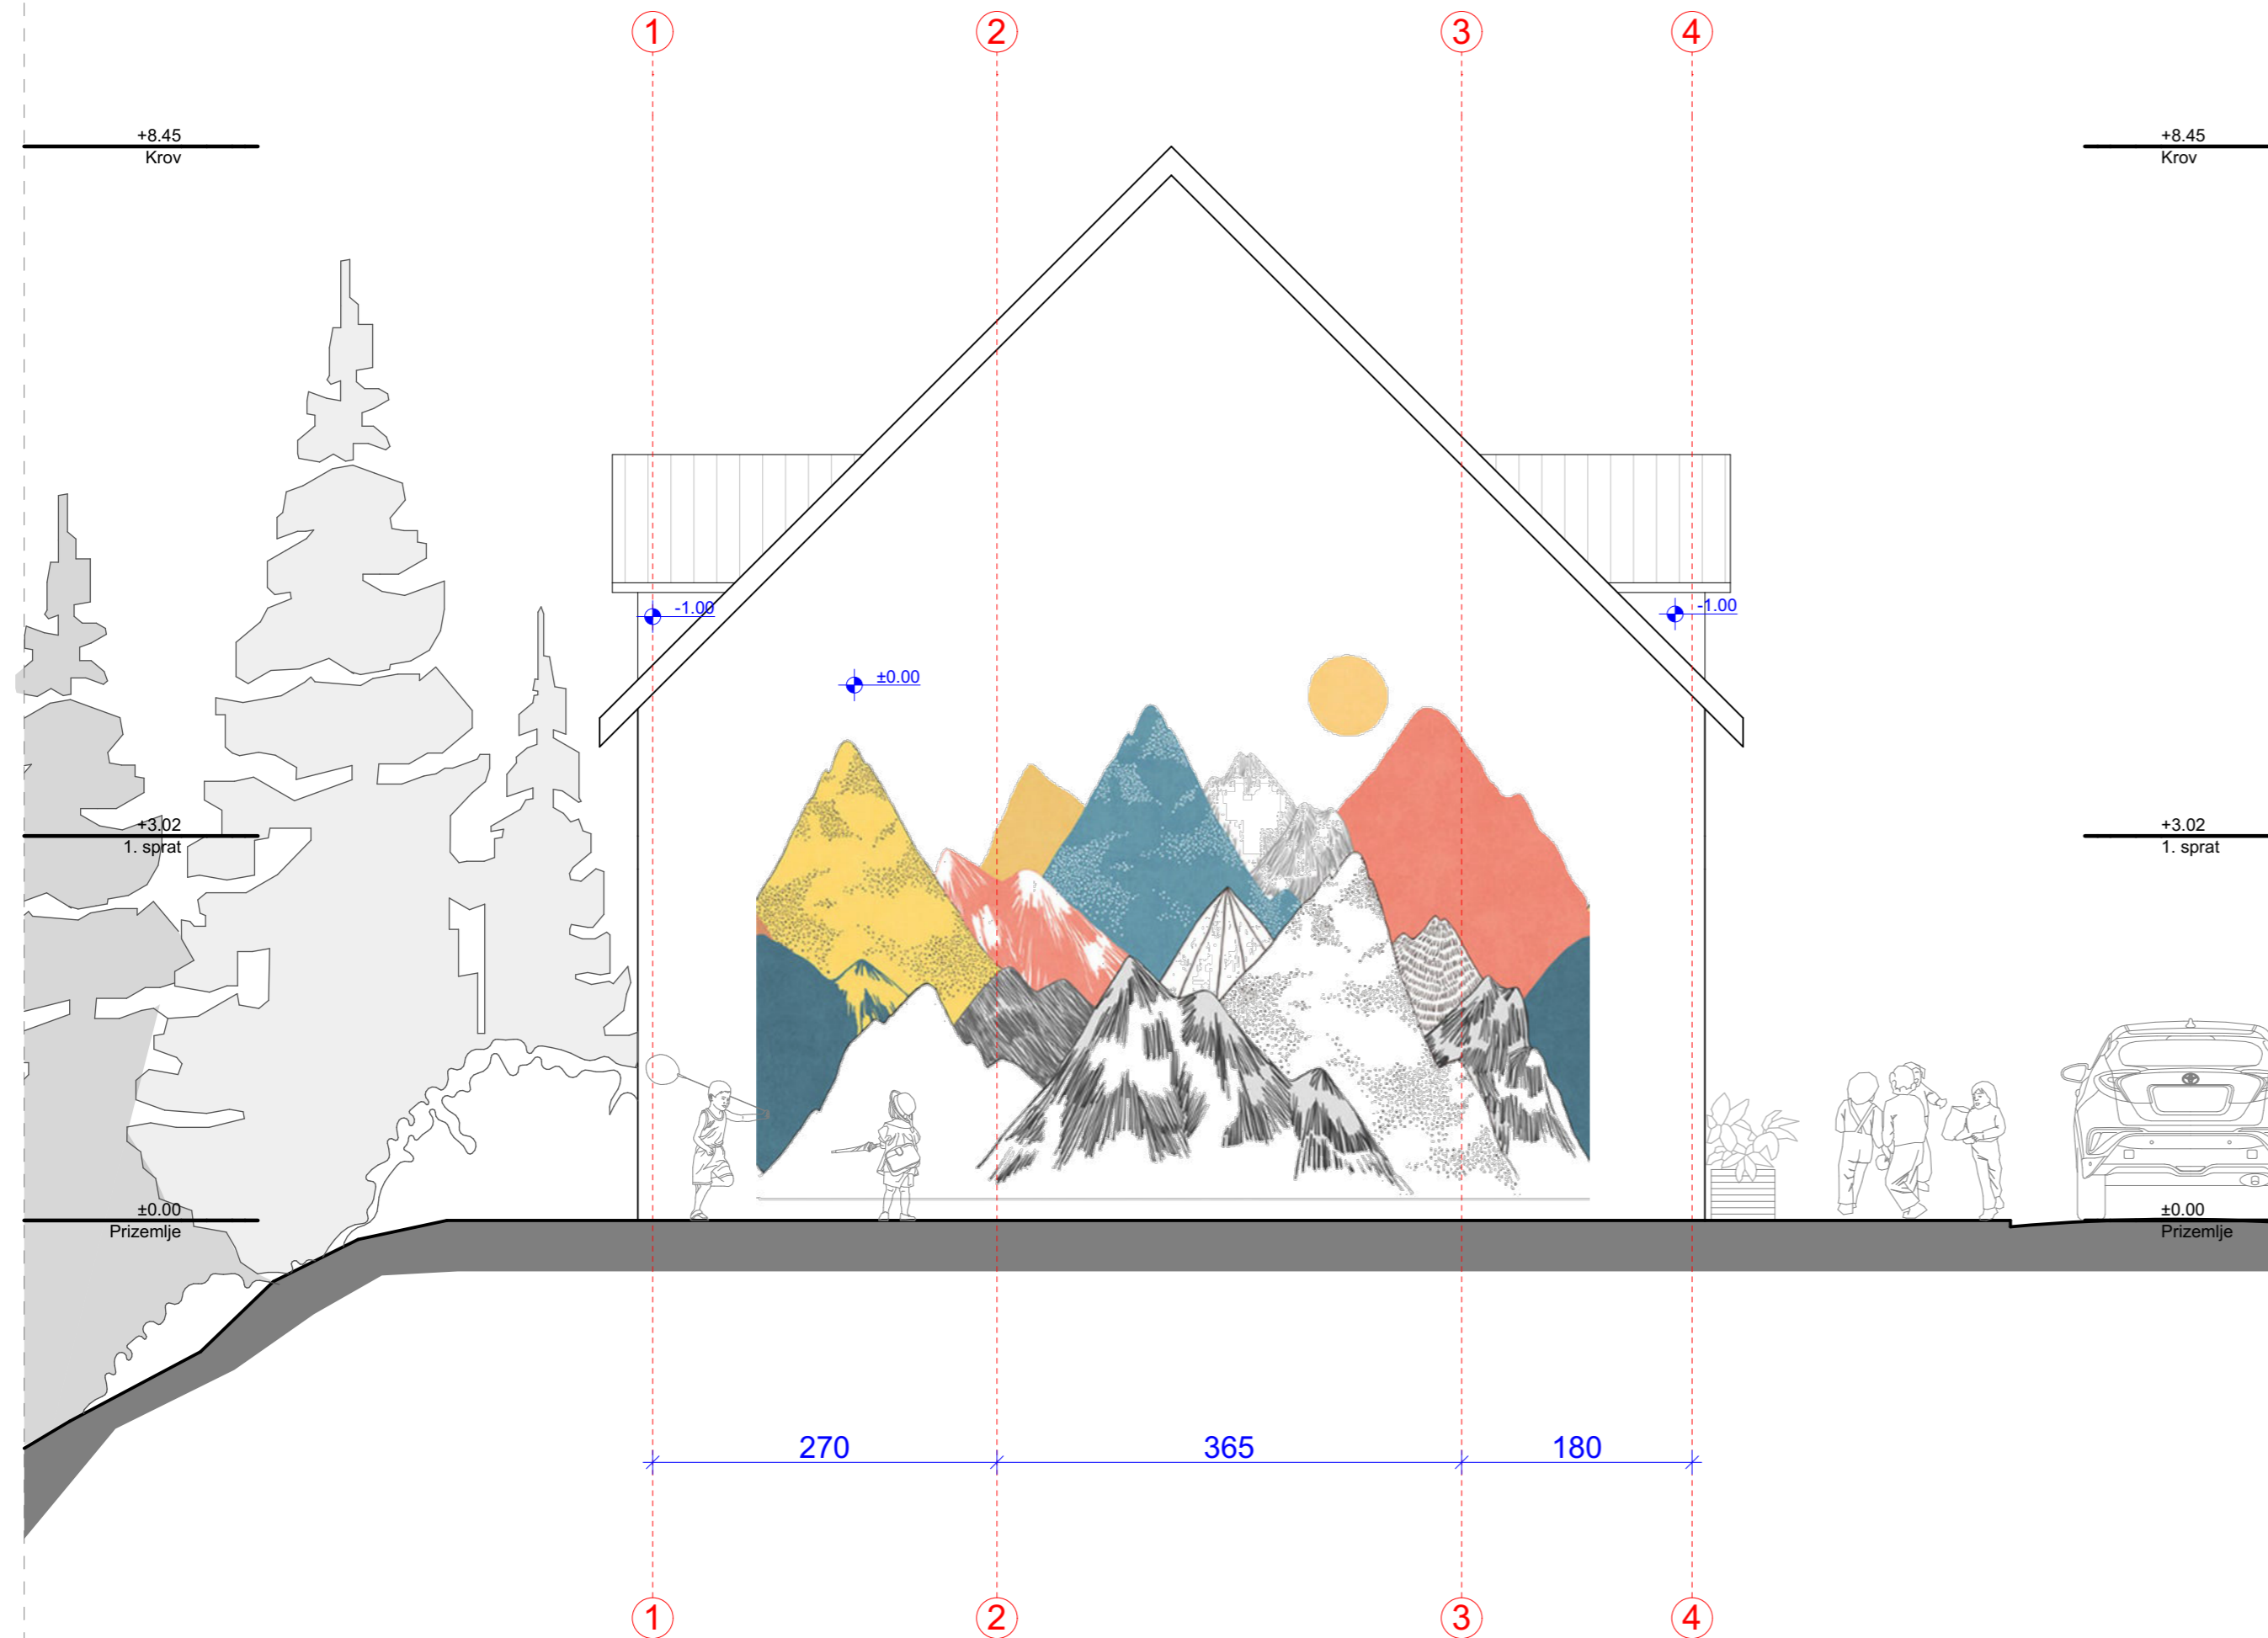 1 2 3 4
+8.45
Krov
+8.45
Krov
-1.00
-1.00
±0.00
+3.02
1. sprat
+3.02
1. sprat
±0.00
Prizemlje
±0.00
Prizemlje
270 365 180
1 2 3 4